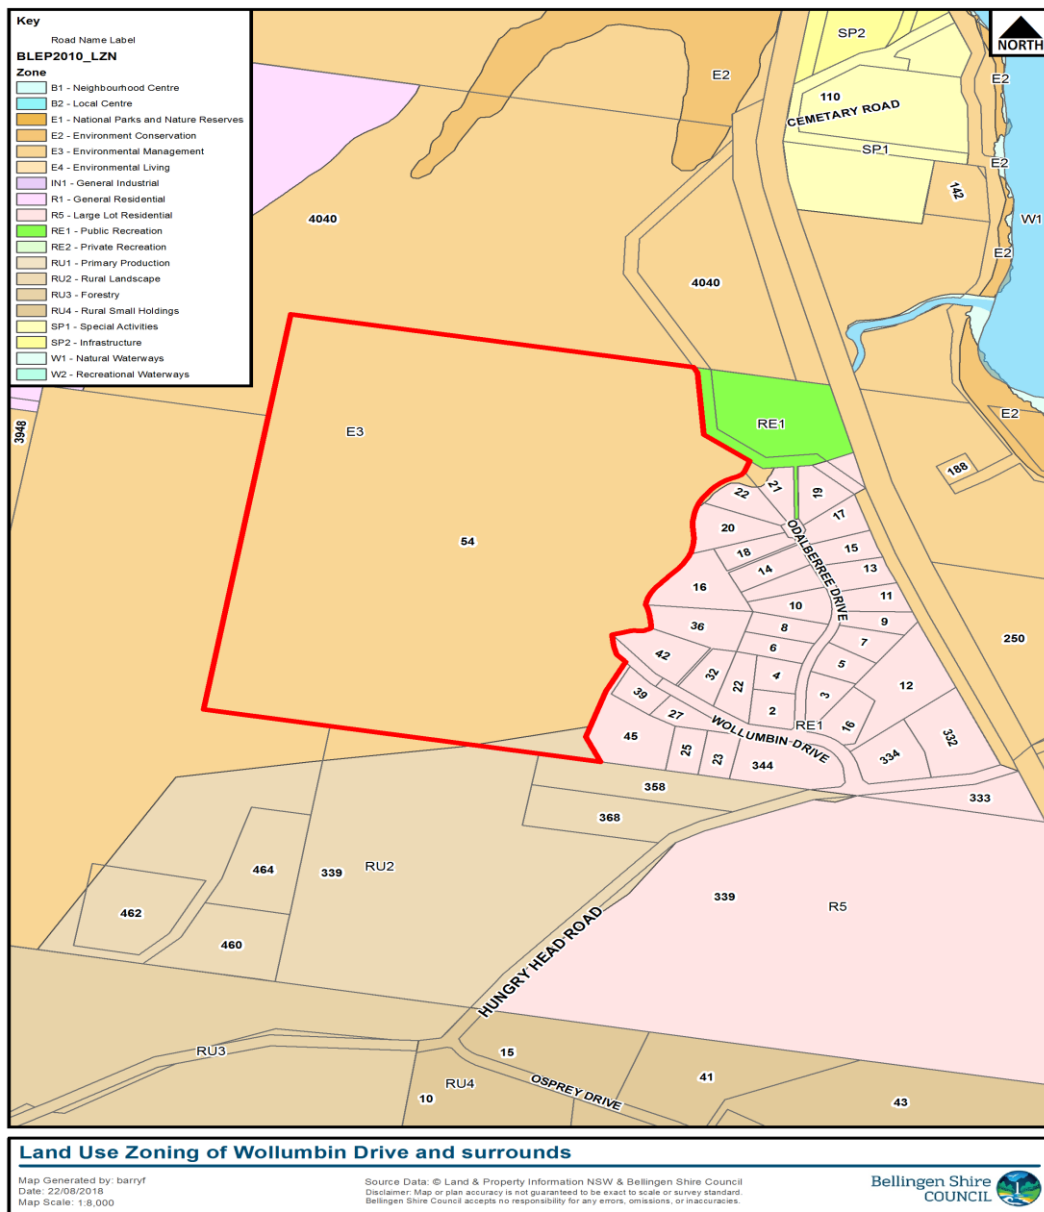 Key
Road Name Label
BLEP2010_LZN
Zone
B1 - Neighbourhood Centre
B2 - Local Centre
E1 - National Parks and Nature Reserves
E2 - Environment Conservation
E3 - Environmental Management
E4 - Environmental Living
IN1 - General Industrial
R1 - General Residential
R5 - Large Lot Residential
RE1 - Public Recreation
RE2 - Private Recreation
RU1 - Primary Production
RU2 - Rural Landscape
RU3 - Forestry
RU4 - Rural Small Holdings
SP1 - Special Activities
SP2 - Infrastructure
W1 - Natural Waterways
W2 - Recreational Waterways
NORTH
SP2
E2
E2
110
CEMETARY ROAD
SP1
E2
142
W1
4040
E2
4040
E3
RE1
E2
3948
188
22
21
19
20
17
54
18
15
14
13
ODALBERREE DRIVE
16
11
10
9
36
8
7
250
6
42
5
32
4
22
12
39
3
2
27
RE1
16
WOLLUMBIN DRIVE
45
25
23
344
334
332
358
333
368
464
339
RU2
462
460
339
R5
HUNGRY HEAD ROAD
RU3
15
41
RU4
OSPREY DRIVE
10
43
Land Use Zoning of Wollumbin Drive and surrounds
Map Generated by: barryf
Date: 22/08/2018
Map Scale: 1:8,000
Source Data: © Land & Property Information NSW & Bellingen Shire Council
Disclaimer: Map or plan accuracy is not guaranteed to be exact to scale or survey standard.
Bellingen Shire Council accepts no responsibility for any errors, omissions, or inaccuracies.
Bellingen Shire
COUNCIL